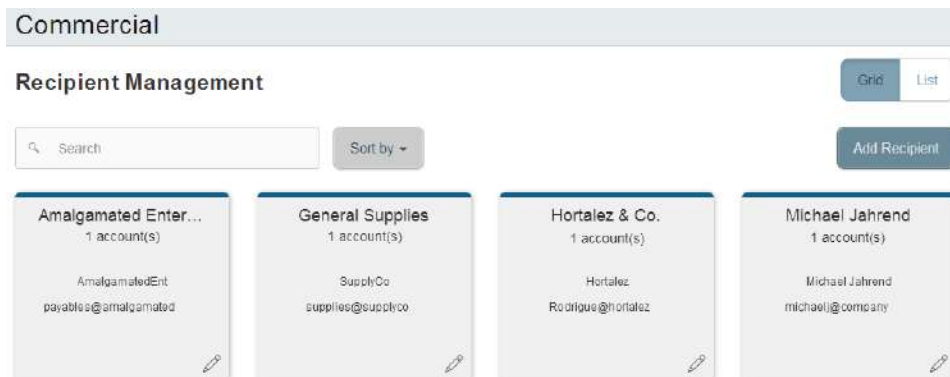 Commercial
Recipient Management
Grid List
Search
Sort by
Add Recipient
Amalgamated Enter...
1 account(s)
AmalgamatedEnt
payables@amalgamated
General Supplies
1 account(s)
SupplyCo
supplies@supplyco
Hortalez & Co.
1 account(s)
Hortalez
Rodrigue@hortalez
Michael Jahrend
1 account(s)
Michael Jahrend
michaelj@company